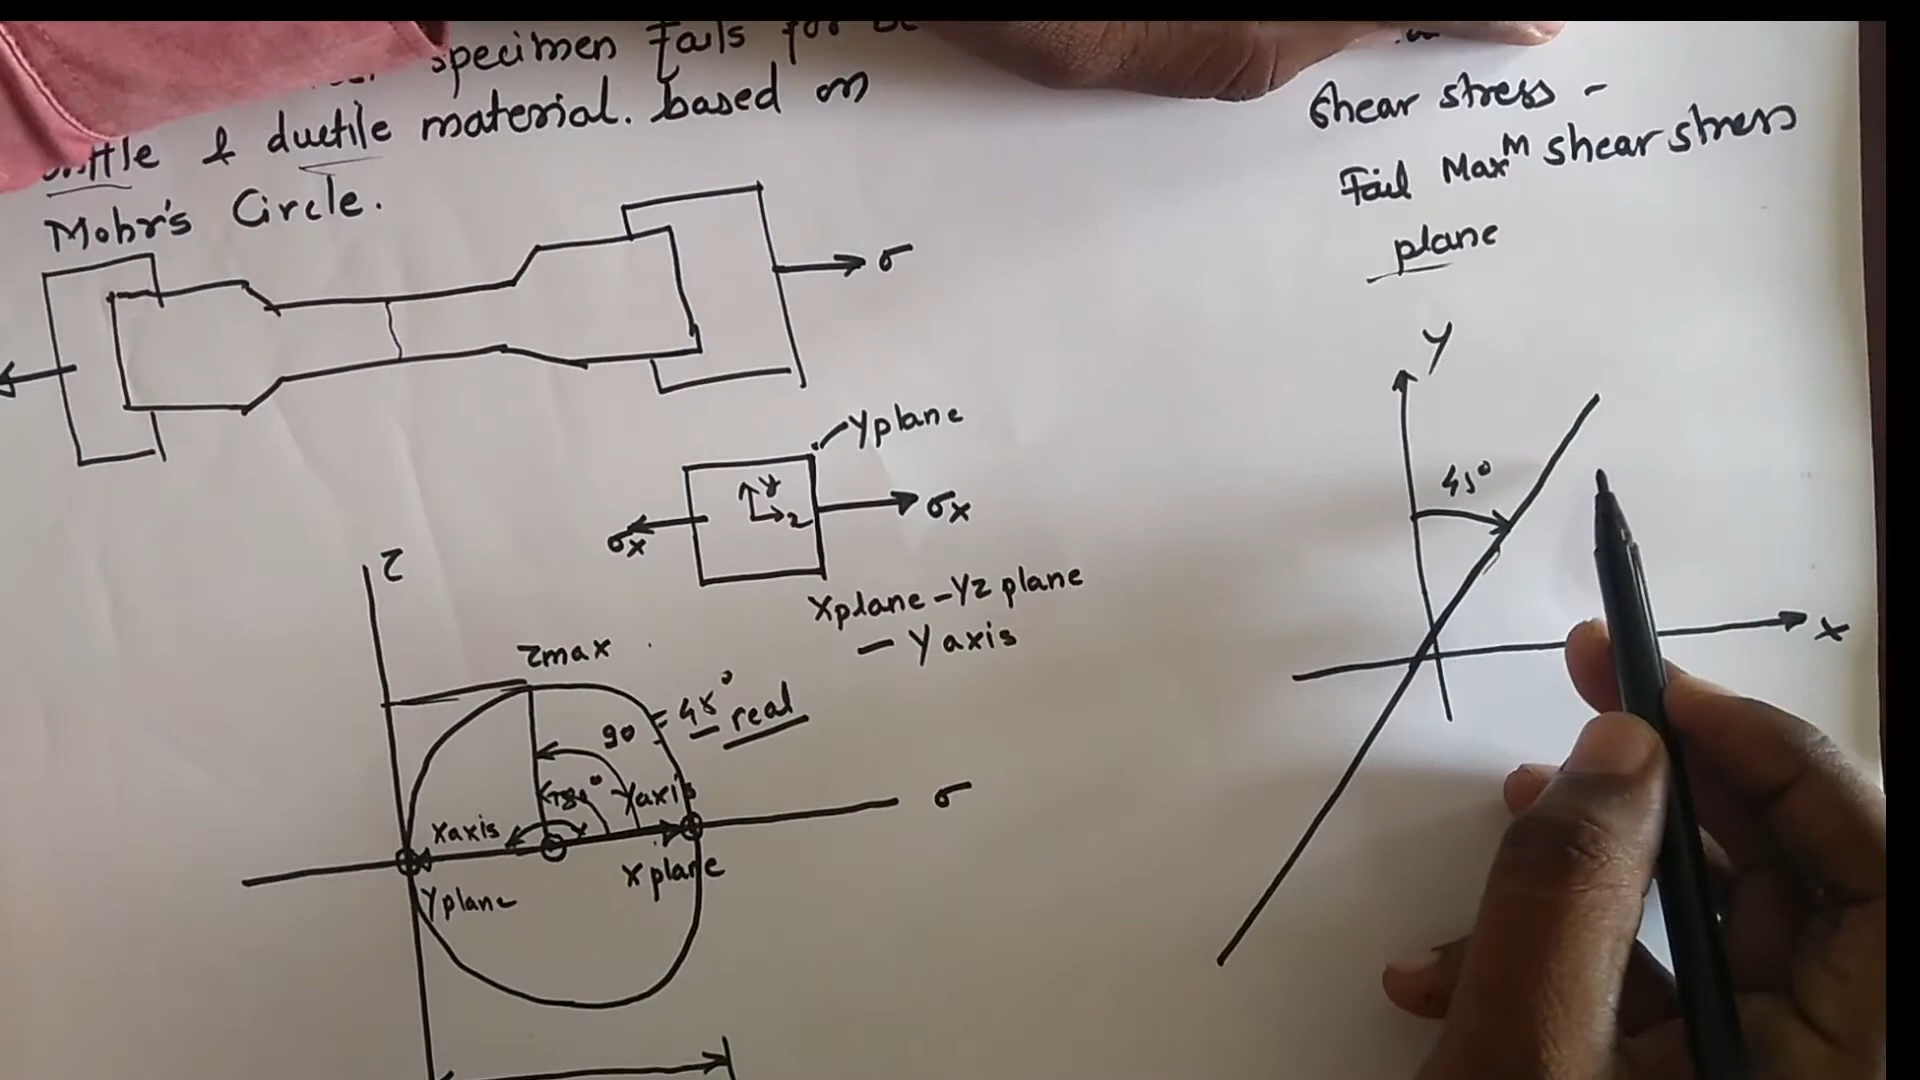 specimen fails for
& ductile material. based on
Mohr's Circle.
σ
Y plane
σx
σx
y
z
X plane - Yz plane
- Y axis
τ
τmax
90 = 45° real
180°
Y axis
X axis
σ
X plane
Y plane
Shear stress -
Fail Maxᴹ shear stress
plane
Y
45°
X